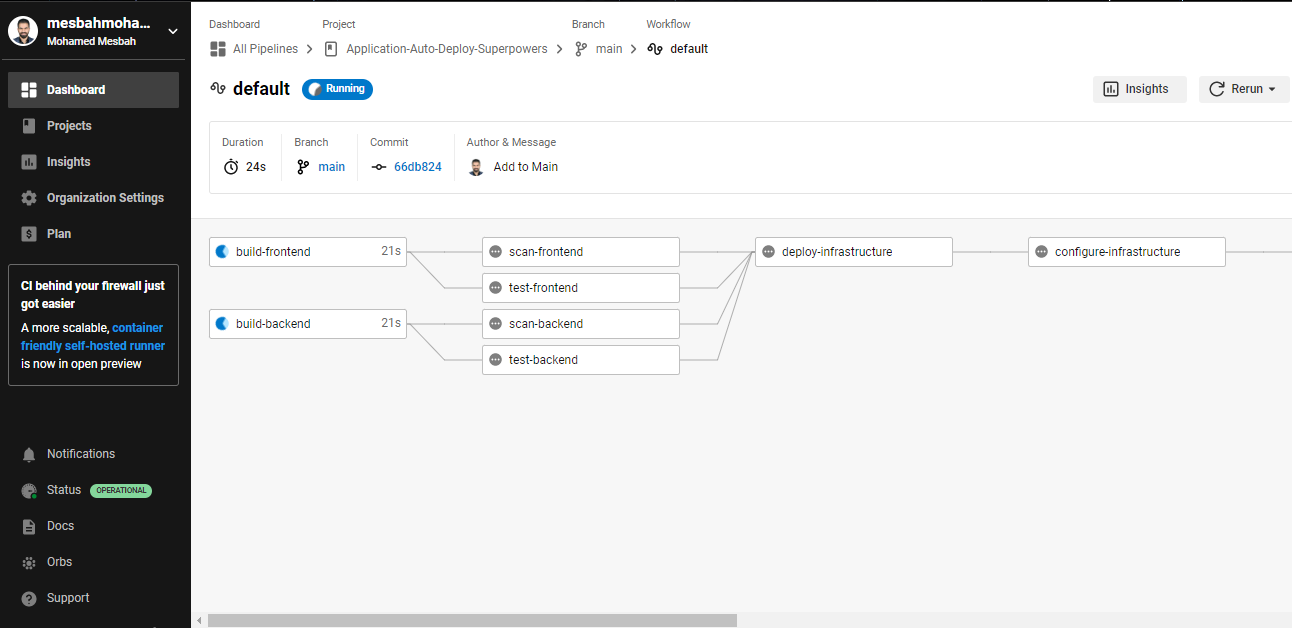 mesbahmoha...
Mohamed Mesbah
Dashboard
Projects
Insights
Organization Settings
Plan
CI behind your firewall just
got easier
A more scalable, container
friendly self-hosted runner
is now in open preview
Notifications
Status OPERATIONAL
Docs
Orbs
Support
Dashboard Project Branch Workflow
All Pipelines Application-Auto-Deploy-Superpowers main default
default Running Insights Rerun
Duration Branch Commit Author & Message
24s main 66db824 Add to Main
build-frontend 21s scan-frontend deploy-infrastructure configure-infrastructure
test-frontend
build-backend 21s scan-backend
test-backend